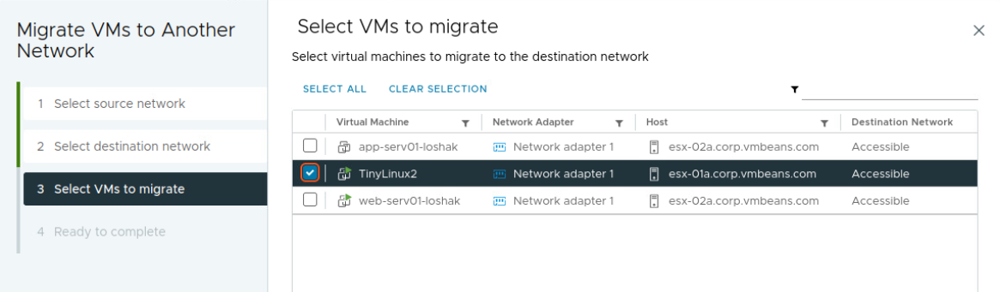 Migrate VMs to Another
Network
1 Select source network
2 Select destination network
3 Select VMs to migrate
4 Ready to complete
Select VMs to migrate
Select virtual machines to migrate to the destination network
SELECT ALL CLEAR SELECTION
Virtual Machine Network Adapter Host Destination Network
app-serv01-loshak Network adapter 1 esx-02a.corp.vmbeans.com Accessible
TinyLinux2 Network adapter 1 esx-01a.corp.vmbeans.com Accessible
web-serv01-loshak Network adapter 1 esx-02a.corp.vmbeans.com Accessible